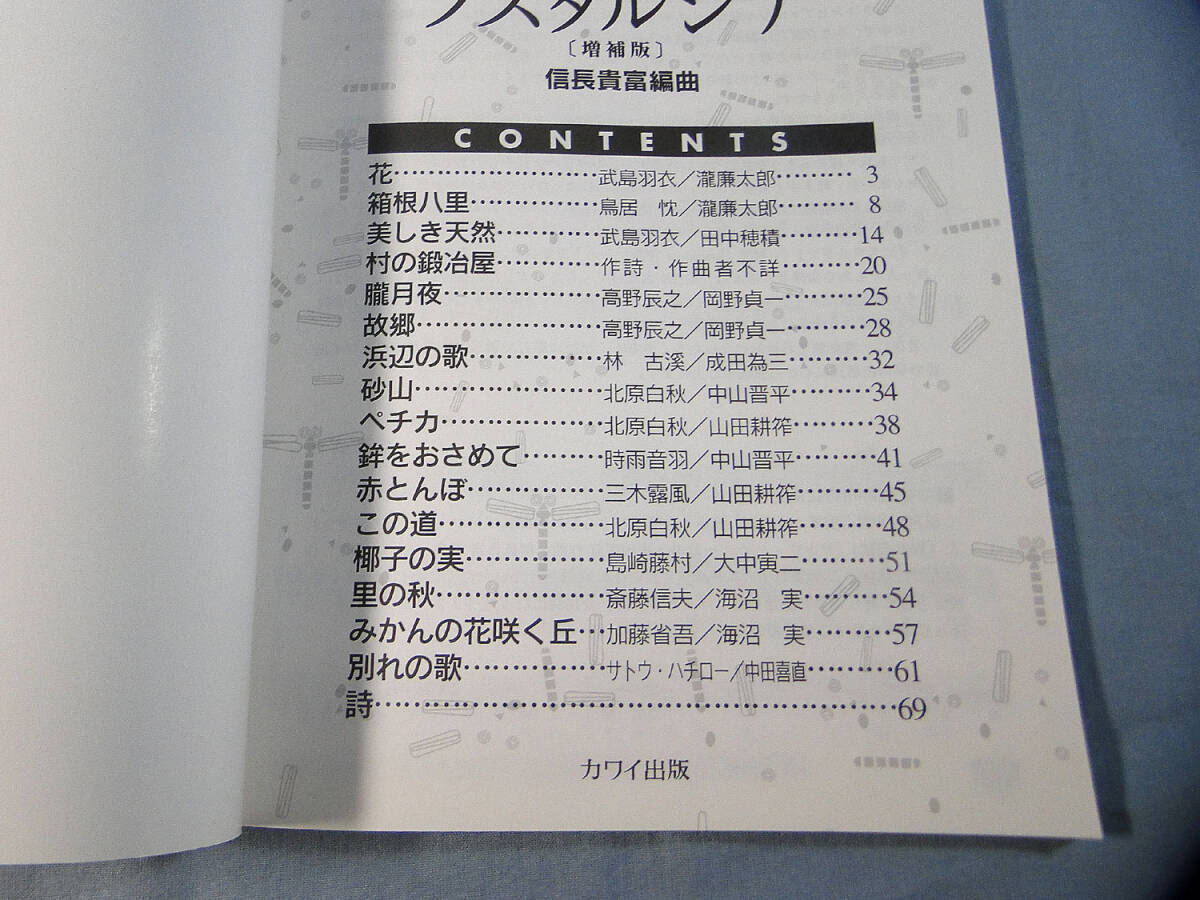 ノスタルジア
〔増補版〕
信長貴富編曲
CONTENTS
花……………………武島羽衣／瀧廉太郎……… 3
箱根八里……………鳥居　忱／瀧廉太郎……… 8
美しき天然…………武島羽衣／田中穂積………14
村の鍛冶屋…………作詩・作曲者不詳………20
朧月夜………………高野辰之／岡野貞一………25
故郷…………………高野辰之／岡野貞一………28
浜辺の歌……………林　古溪／成田為三………32
砂山…………………北原白秋／中山晋平………34
ペチカ………………北原白秋／山田耕筰………38
鉾をおさめて………時雨音羽／中山晋平………41
赤とんぼ……………三木露風／山田耕筰………45
この道………………北原白秋／山田耕筰………48
椰子の実……………島崎藤村／大中寅二………51
里の秋………………斎藤信夫／海沼　実………54
みかんの花咲く丘…加藤省吾／海沼　実………57
別れの歌……………サトウ・ハチロー／中田喜直………61
詩……………………………………………………69
カワイ出版